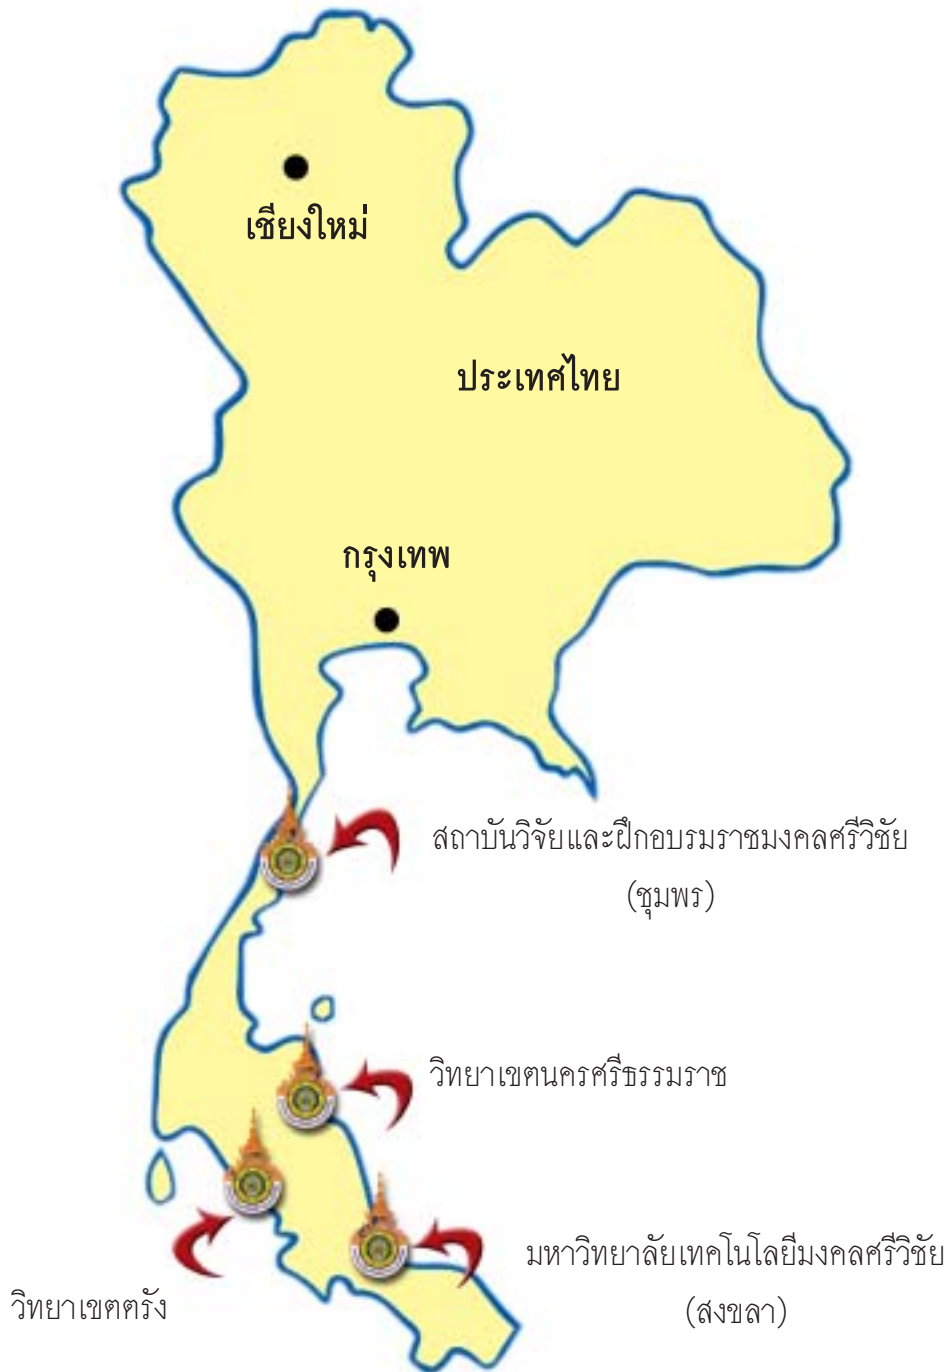 เชียงใหม่
ประเทศไทย
กรุงเทพ
สถาบันวิจัยและฝึกอบรมราชมงคลศรีวิชัย
(ชุมพร)
วิทยาเขตนครศรีธรรมราช
มหาวิทยาลัยเทคโนโลยีมงคลศรีวิชัย
(สงขลา)
วิทยาเขตตรัง